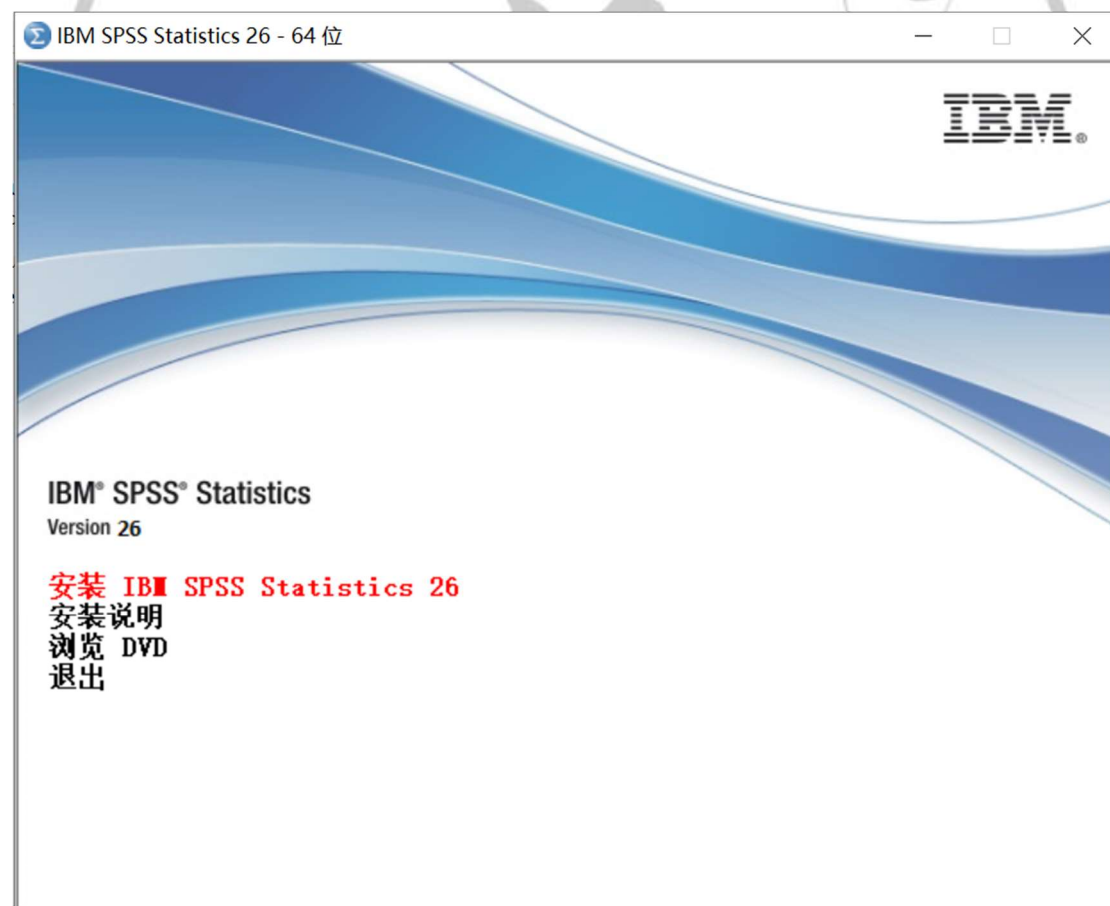 IBM SPSS Statistics 26 - 64 位
IBM®
IBM® SPSS® Statistics
Version 26
安装 IBM SPSS Statistics 26
安装说明
浏览 DVD
退出